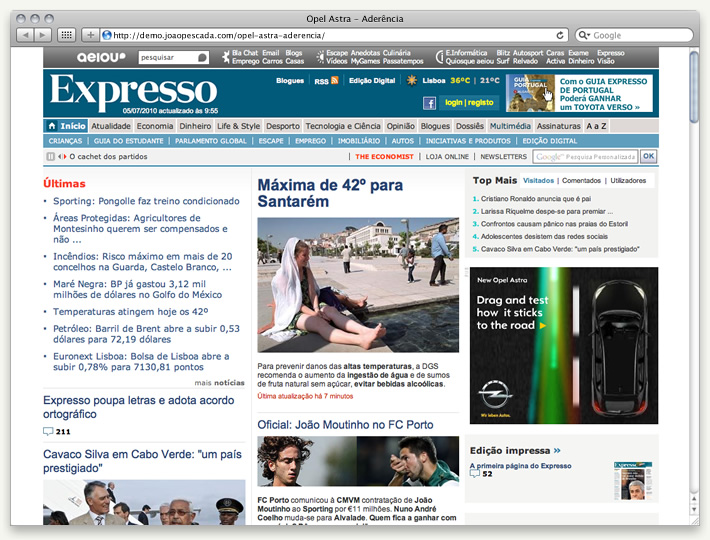 Opel Astra - Aderência
http://demo.joaopescada.com/opel-astra-aderencia/
Google
aeiou
pesquisar
Bla Chat Email Blogs
Emprego Carros Casas
Escape Anedotas Culinária
Vídeos MyGames Passatempos
E.Informática Blitz Autosport Caras Exame Expresso
Quiosque aeiou Surf Relvado Activa Dinheiro Visão
Expresso
05/07/2010 actualizado às 9:55
Blogues
RSS
Edição Digital
Lisboa 36ºC | 21ºC
login | registo
GUIA
PORTUGAL
Com o GUIA EXPRESSO
DE PORTUGAL
Poderá GANHAR
um TOYOTA VERSO »
Início Atualidade Economia Dinheiro Life & Style Desporto Tecnologia e Ciência Opinião Blogues Dossiês Multimédia Assinaturas A a Z
CRIANÇAS | GUIA DO ESTUDANTE | PARLAMENTO GLOBAL | ESCAPE | EMPREGO | IMOBILIÁRIO | AUTOS | INICIATIVAS E PRODUTOS | EDIÇÃO DIGITAL
O cachet dos partidos
THE ECONOMIST | LOJA ONLINE | NEWSLETTERS
Google Pesquisa Personalizada
OK
Últimas
Sporting: Pongolle faz treino condicionado
Áreas Protegidas: Agricultores de
Montesinho querem ser compensados e
não ...
Incêndios: Risco máximo em mais de 20
concelhos na Guarda, Castelo Branco, ...
Maré Negra: BP já gastou 3,12 mil
milhões de dólares no Golfo do México
Temperaturas atingem hoje os 42º
Petróleo: Barril de Brent abre a subir 0,53
dólares para 72,19 dólares
Euronext Lisboa: Bolsa de Lisboa abre a
subir 0,78% para 7130,81 pontos
mais notícias
Expresso poupa letras e adota acordo
ortográfico
211
Cavaco Silva em Cabo Verde: "um país
prestigiado"
Máxima de 42º para
Santarém
Para prevenir danos das altas temperaturas, a DGS
recomenda o aumento da ingestão de água e de sumos
de fruta natural sem açúcar, evitar bebidas alcoólicas.
Última atualização há 7 minutos
Oficial: João Moutinho no FC Porto
FC Porto comunicou à CMVM contratação de João
Moutinho ao Sporting por €11 milhões. Nuno André
Coelho muda-se para Alvalade. Quem fica a ganhar com
Top Mais
Visitados | Comentados | Utilizadores
1. Cristiano Ronaldo anuncia que é pai
2. Larissa Riquelme despe-se para premiar ...
3. Confrontos causam pânico nas praias do Estoril
4. Adolescentes desistem das redes sociais
5. Cavaco Silva em Cabo Verde: "um país prestigiado"
New Opel Astra
Drag and test
how it sticks
to the road
OPEL
Wir leben Autos.
Edição impressa »
A primeira página do Expresso
52
Expresso